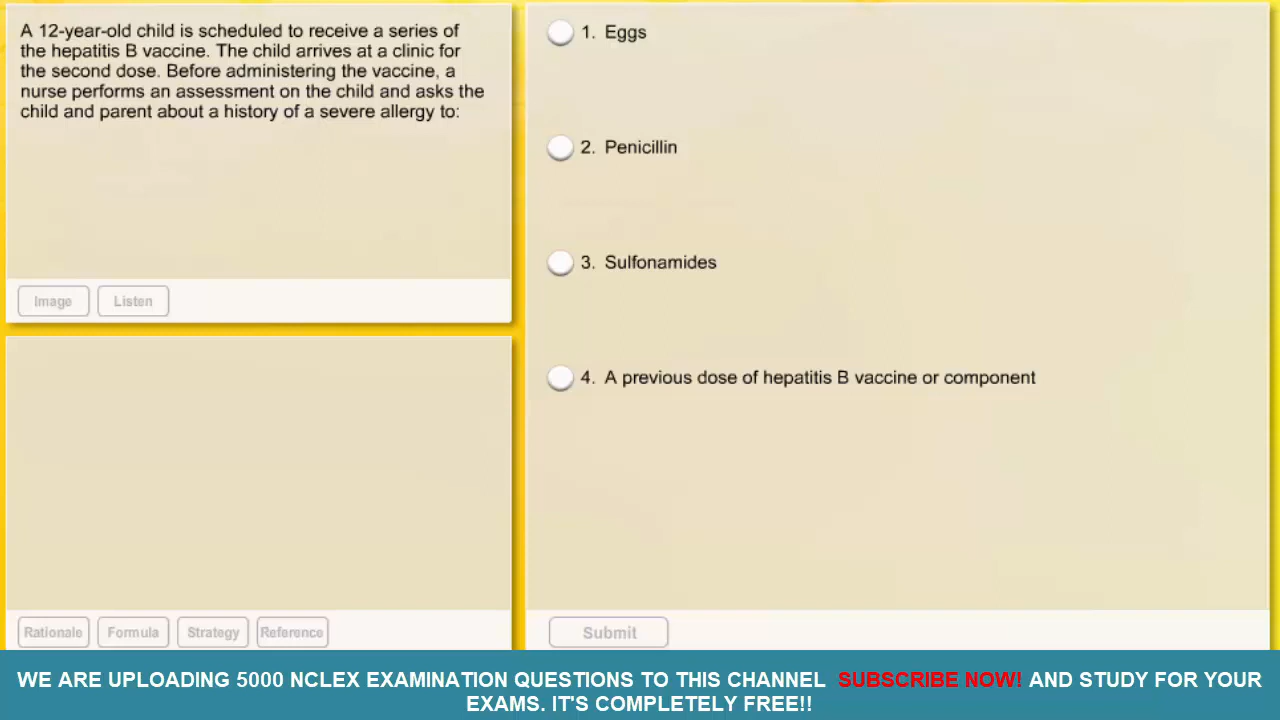 A 12-year-old child is scheduled to receive a series of
the hepatitis B vaccine. The child arrives at a clinic for
the second dose. Before administering the vaccine, a
nurse performs an assessment on the child and asks the
child and parent about a history of a severe allergy to:
Image Listen
Rationale Formula Strategy Reference
1. Eggs
2. Penicillin
3. Sulfonamides
4. A previous dose of hepatitis B vaccine or component
Submit
WE ARE UPLOADING 5000 NCLEX EXAMINATION QUESTIONS TO THIS CHANNEL SUBSCRIBE NOW! AND STUDY FOR YOUR
EXAMS. IT'S COMPLETELY FREE!!